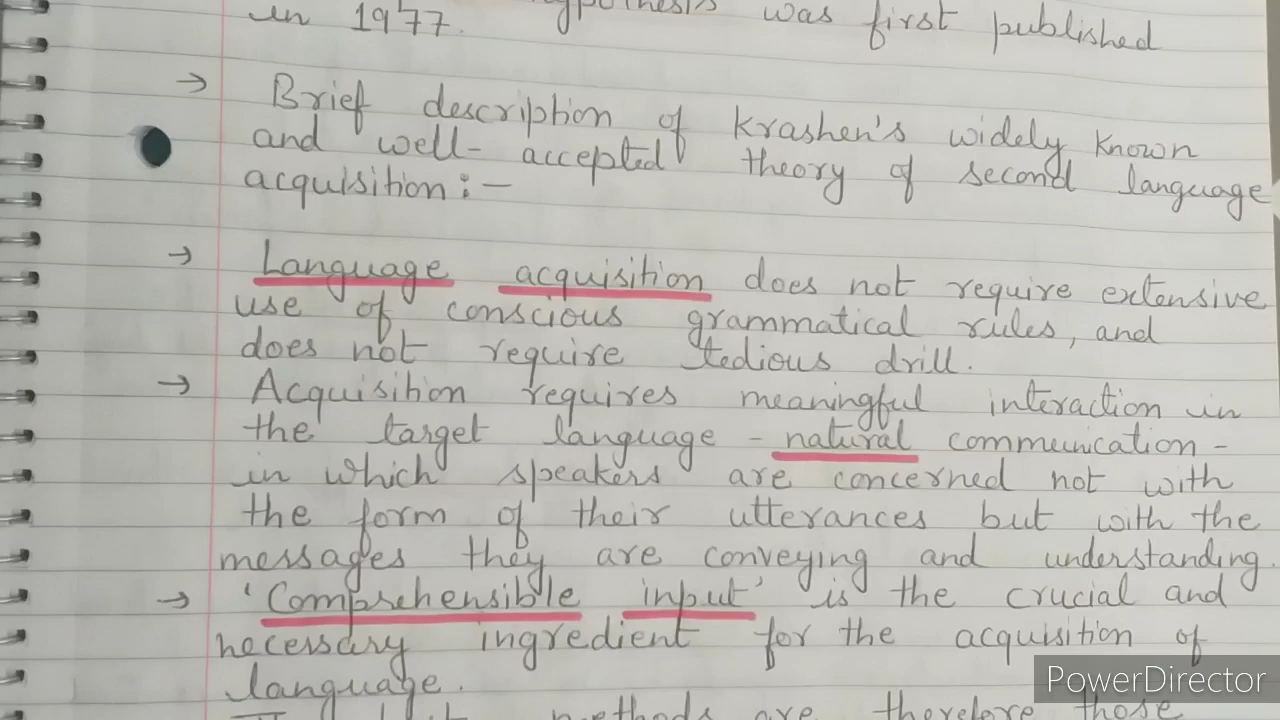 in 1977. hypothesis was first published
→ Brief description of Krashen's widely known
and well-accepted theory of second language
acquisition:-
→ Language acquisition does not require extensive
use of conscious grammatical rules, and
does not require tedious drill.
→ Acquisition requires meaningful interaction in
the target language - natural communication -
in which speakers are concerned not with
the form of their utterances but with the
messages they are conveying and understanding.
→ 'Comprehensible input' is the crucial and
necessary ingredient for the acquisition of
language.
methods are therefore those
PowerDirector